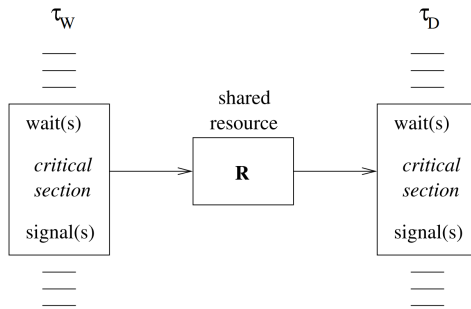 τW
wait(s)
critical
section
signal(s)
shared
resource
R
τD
wait(s)
critical
section
signal(s)